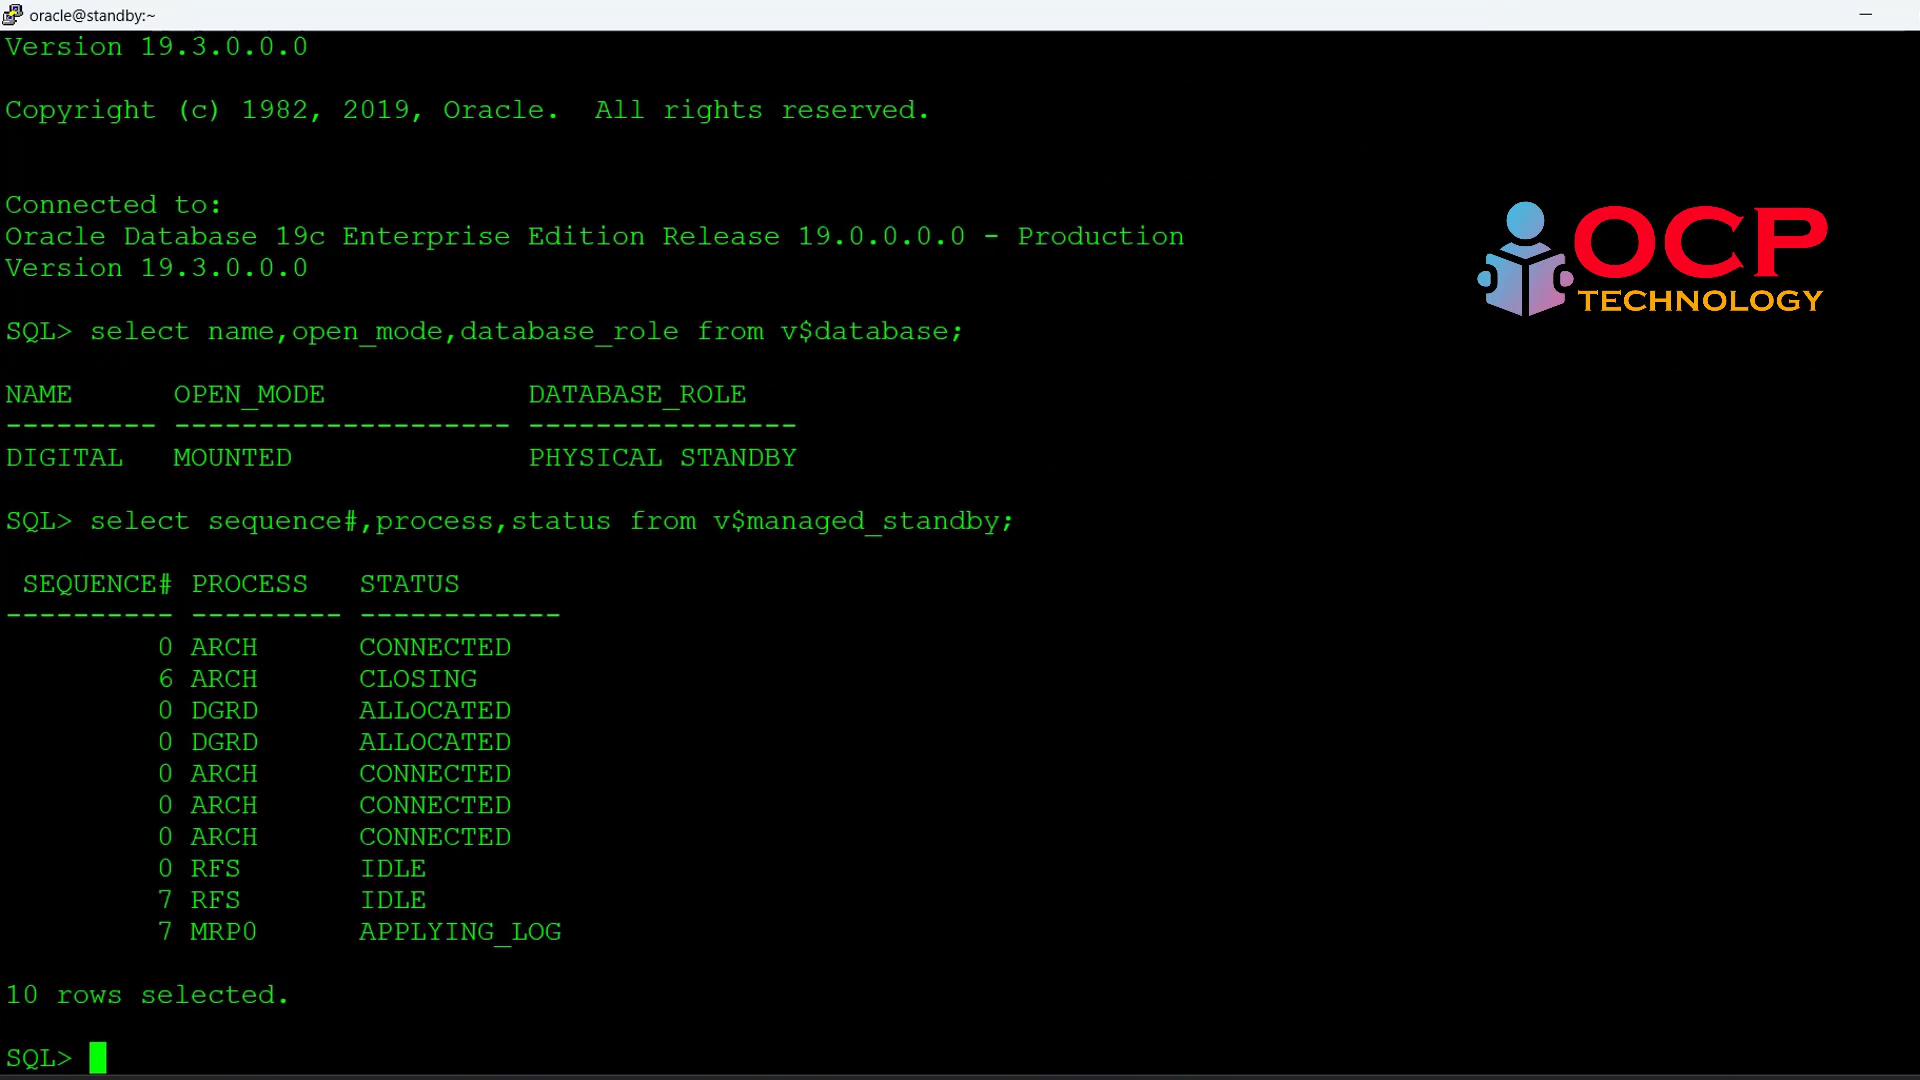 oracle@standby:~
Version 19.3.0.0.0
Copyright (c) 1982, 2019, Oracle.  All rights reserved.
Connected to:
Oracle Database 19c Enterprise Edition Release 19.0.0.0.0 - Production
Version 19.3.0.0.0
OCP
TECHNOLOGY
SQL> select name,open_mode,database_role from v$database;
NAME      OPEN_MODE            DATABASE_ROLE
--------- -------------------- ----------------
DIGITAL   MOUNTED              PHYSICAL STANDBY
SQL> select sequence#,process,status from v$managed_standby;
 SEQUENCE# PROCESS   STATUS
---------- --------- ------------
         0 ARCH      CONNECTED
         6 ARCH      CLOSING
         0 DGRD      ALLOCATED
         0 DGRD      ALLOCATED
         0 ARCH      CONNECTED
         0 ARCH      CONNECTED
         0 ARCH      CONNECTED
         0 RFS       IDLE
         7 RFS       IDLE
         7 MRP0      APPLYING_LOG
10 rows selected.
SQL>